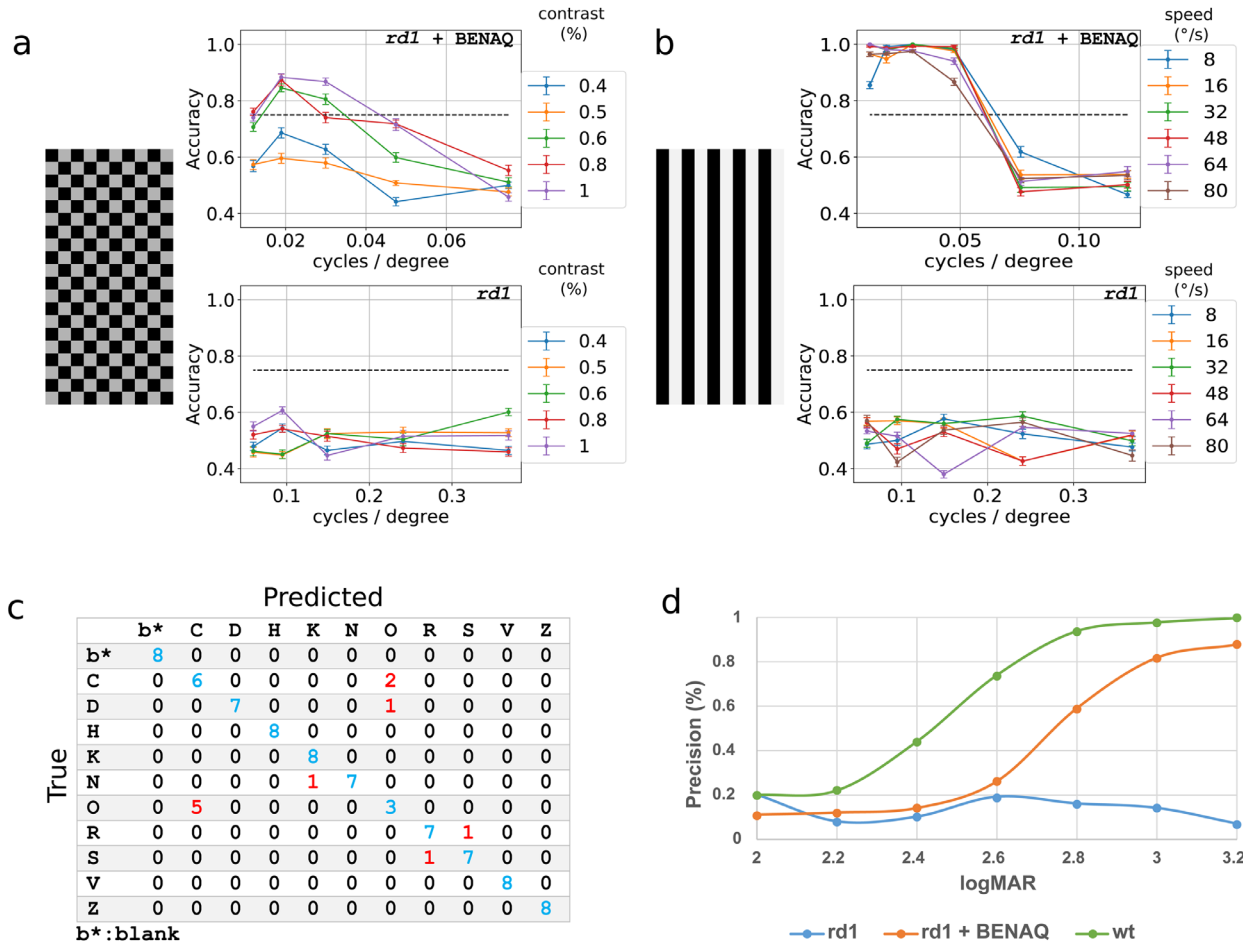 a
rd1 + BENAQ
contrast
(%)
Accuracy
1.0
0.8
0.6
0.4
0.02
0.04
0.06
cycles / degree
0.4
0.5
0.6
0.8
1
rd1
contrast
(%)
Accuracy
1.0
0.8
0.6
0.4
0.1
0.2
0.3
cycles / degree
0.4
0.5
0.6
0.8
1
b
rd1 + BENAQ
speed
(°/s)
Accuracy
1.0
0.8
0.6
0.4
0.05
0.10
cycles / degree
8
16
32
48
64
80
rd1
speed
(°/s)
Accuracy
1.0
0.8
0.6
0.4
0.1
0.2
0.3
cycles / degree
8
16
32
48
64
80
c
Predicted
True
b* C D H K N O R S V Z
b* 8 0 0 0 0 0 0 0 0 0 0
C 0 6 0 0 0 0 2 0 0 0 0
D 0 0 7 0 0 0 1 0 0 0 0
H 0 0 0 8 0 0 0 0 0 0 0
K 0 0 0 0 8 0 0 0 0 0 0
N 0 0 0 0 1 7 0 0 0 0 0
O 0 5 0 0 0 0 3 0 0 0 0
R 0 0 0 0 0 0 0 7 1 0 0
S 0 0 0 0 0 0 0 1 7 0 0
V 0 0 0 0 0 0 0 0 0 8 0
Z 0 0 0 0 0 0 0 0 0 0 8
b*:blank
d
Precision (%)
1
0.8
0.6
0.4
0.2
0
2 2.2 2.4 2.6 2.8 3 3.2
logMAR
rd1 rd1 + BENAQ wt